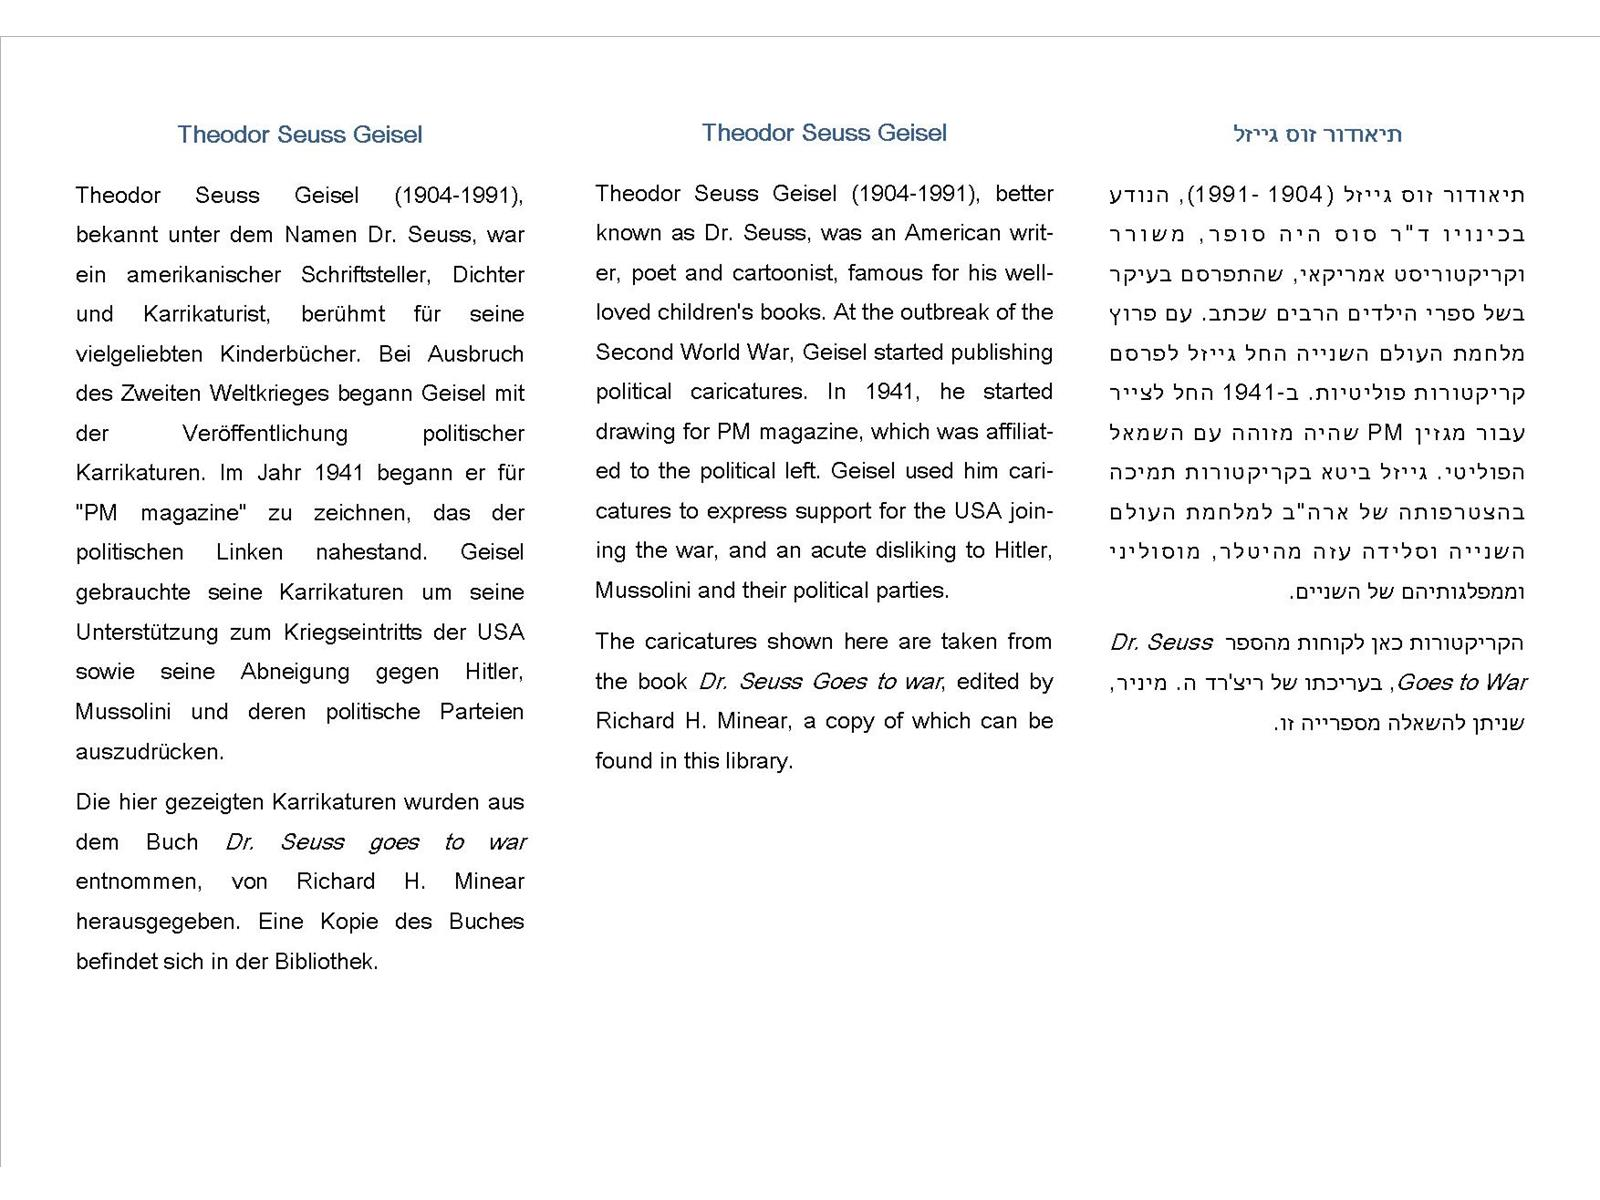 Theodor Seuss Geisel
Theodor Seuss Geisel (1904-1991),
bekannt unter dem Namen Dr. Seuss, war
ein amerikanischer Schriftsteller, Dichter
und Karrikaturist, berühmt für seine
vielgeliebten Kinderbücher. Bei Ausbruch
des Zweiten Weltkrieges begann Geisel mit
der Veröffentlichung politischer
Karrikaturen. Im Jahr 1941 begann er für
"PM magazine" zu zeichnen, das der
politischen Linken nahestand. Geisel
gebrauchte seine Karrikaturen um seine
Unterstützung zum Kriegseintritts der USA
sowie seine Abneigung gegen Hitler,
Mussolini und deren politische Parteien
auszudrücken.
Die hier gezeigten Karrikaturen wurden aus
dem Buch Dr. Seuss goes to war
entnommen, von Richard H. Minear
herausgegeben. Eine Kopie des Buches
befindet sich in der Bibliothek.
Theodor Seuss Geisel
Theodor Seuss Geisel (1904-1991), better
known as Dr. Seuss, was an American writ-
er, poet and cartoonist, famous for his well-
loved children's books. At the outbreak of the
Second World War, Geisel started publishing
political caricatures. In 1941, he started
drawing for PM magazine, which was affiliat-
ed to the political left. Geisel used him cari-
catures to express support for the USA join-
ing the war, and an acute disliking to Hitler,
Mussolini and their political parties.
The caricatures shown here are taken from
the book Dr. Seuss Goes to war, edited by
Richard H. Minear, a copy of which can be
found in this library.
תיאודור זוס גייזל
תיאודור זוס גייזל (1904 -1991), הנודע
בכינויו ד"ר סוס היה סופר, משורר
וקריקטוריסט אמריקאי, שהתפרסם בעיקר
בשל ספרי הילדים הרבים שכתב. עם פרוץ
מלחמת העולם השנייה החל גייזל לפרסם
קריקטורות פוליטיות. ב-1941 החל לצייר
עבור מגזין PM שהיה מזוהה עם השמאל
הפוליטי. גייזל ביטא בקריקטורות תמיכה
בהצטרפותה של ארה"ב למלחמת העולם
השנייה וסלידה עזה מהיטלר, מוסוליני
וממפלגותיהם של השניים.
הקריקטורות כאן לקוחות מהספר Dr. Seuss
Goes to War, בעריכתו של ריצ'רד ה. מיניר,
שניתן להשאלה מספרייה זו.